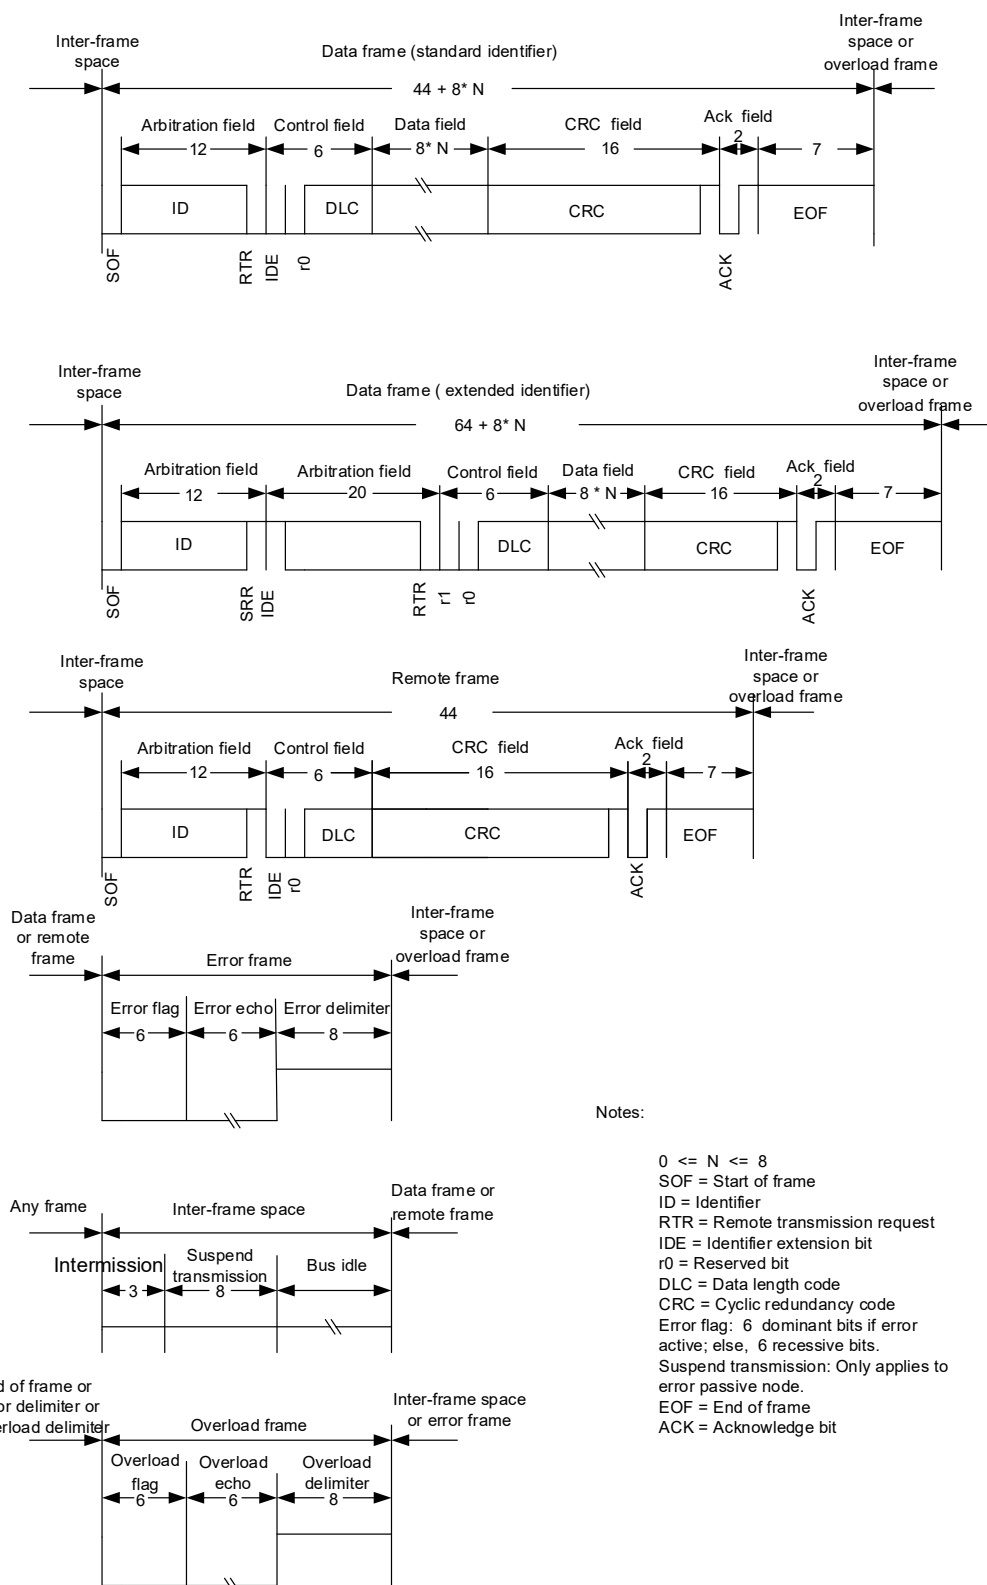 Inter-frame
space
Data frame (standard identifier)
Inter-frame
space or
overload frame
44 + 8* N
Arbitration field
Control field
Data field
CRC field
Ack field
12
6
8* N
16
2
7
ID
DLC
CRC
EOF
SOF
RTR
IDE
r0
ACK
Inter-frame
space
Data frame ( extended identifier)
Inter-frame
space or
overload frame
64 + 8* N
Arbitration field
Arbitration field
Control field
Data field
CRC field
Ack field
12
20
6
8 * N
16
2
7
ID
DLC
CRC
EOF
SOF
SRR
IDE
RTR
r1
r0
ACK
Inter-frame
space
Remote frame
Inter-frame
space or
overload frame
44
Arbitration field
Control field
CRC field
Ack field
12
6
16
2
7
ID
DLC
CRC
EOF
SOF
RTR
IDE
r0
ACK
Data frame
or remote
frame
Error frame
Inter-frame
space or
overload frame
Error flag
Error echo
Error delimiter
6
6
8
Any frame
Inter-frame space
Data frame or
remote frame
Intermission
Suspend
transmission
Bus idle
3
8
d of frame or
or delimiter or
erload delimiter
Overload frame
Inter-frame space
or error frame
Overload
flag
Overload
echo
Overload
delimiter
6
6
8
Notes:
0 <= N <= 8
SOF = Start of frame
ID = Identifier
RTR = Remote transmission request
IDE = Identifier extension bit
r0 = Reserved bit
DLC = Data length code
CRC = Cyclic redundancy code
Error flag: 6 dominant bits if error
active; else, 6 recessive bits.
Suspend transmission: Only applies to
error passive node.
EOF = End of frame
ACK = Acknowledge bit